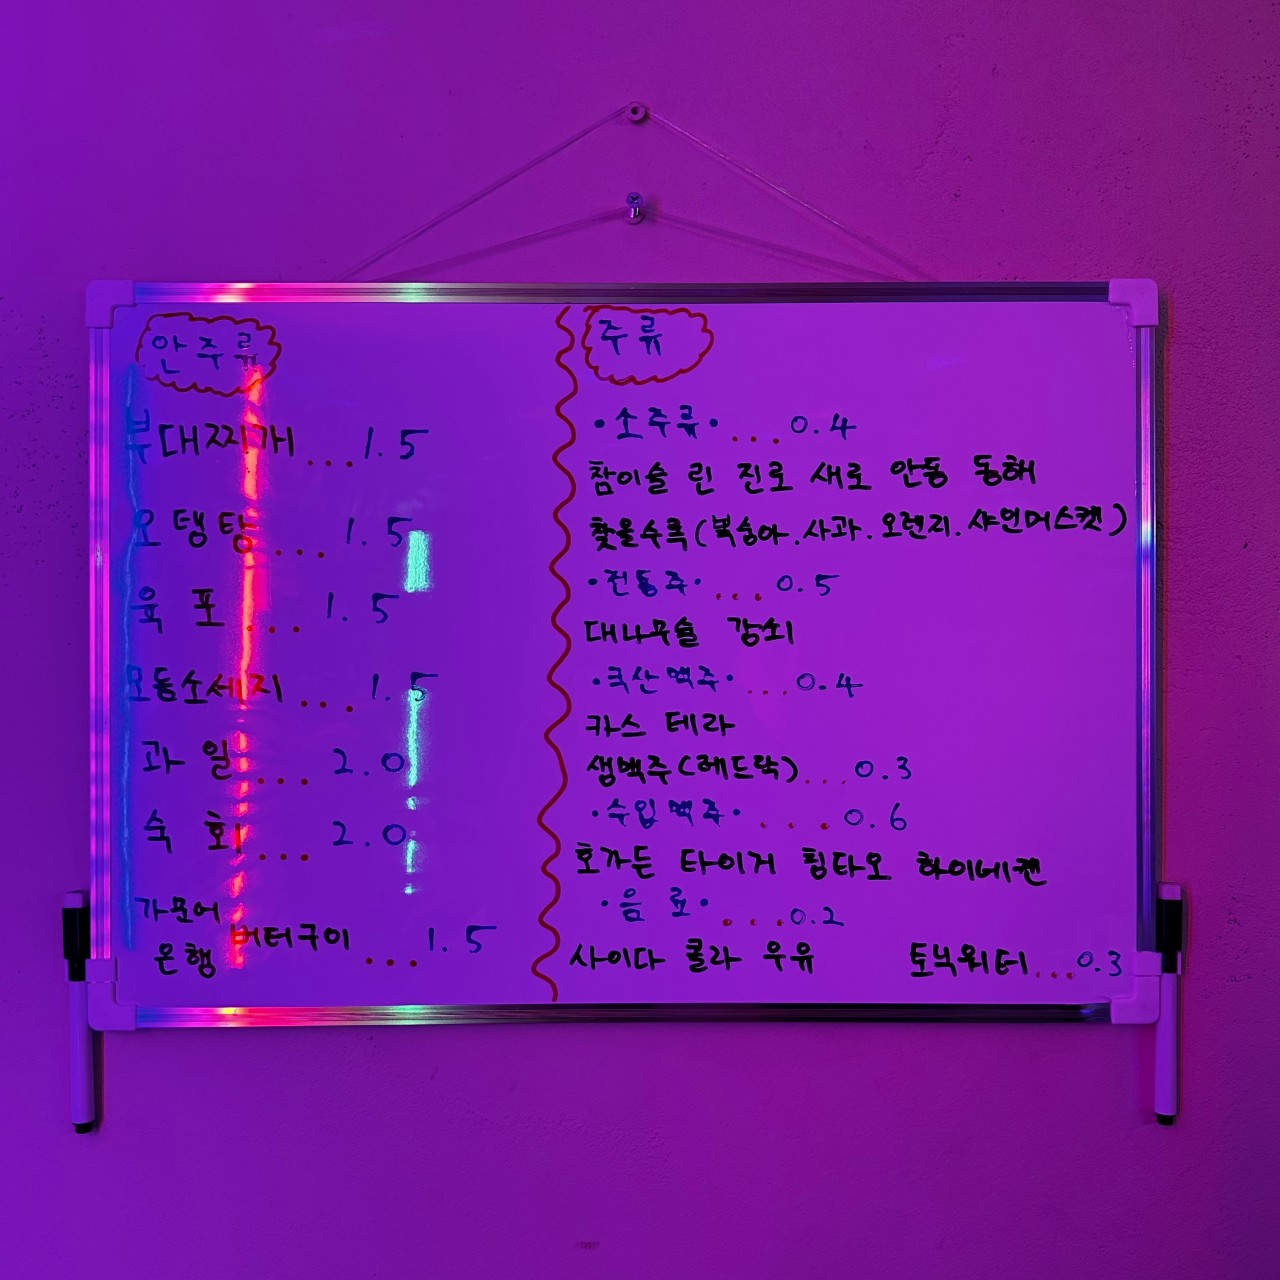 안주류
부대찌개 ... 1.5
오탱탕 ... 1.5
육포 ... 1.5
모둠소세지 ... 1.5
과일 ... 2.0
숙회 ... 2.0
가문어
은행 버터구이 ... 1.5
주류
·소주류· ... 0.4
참이슬 린 진로 새로 안동 동해
찾을수록(복숭아.사과.오렌지.샤인머스켓)
·전통주· ... 0.5
대나무술 강쇠
·국산맥주· ... 0.4
카스 테라
생맥주(레드락) ... 0.3
·수입맥주· .... 0.6
호가든 타이거 칭타오 하이네켄
·음료· .... 0.2
사이다 콜라 우유 토닉워터 ... 0.3